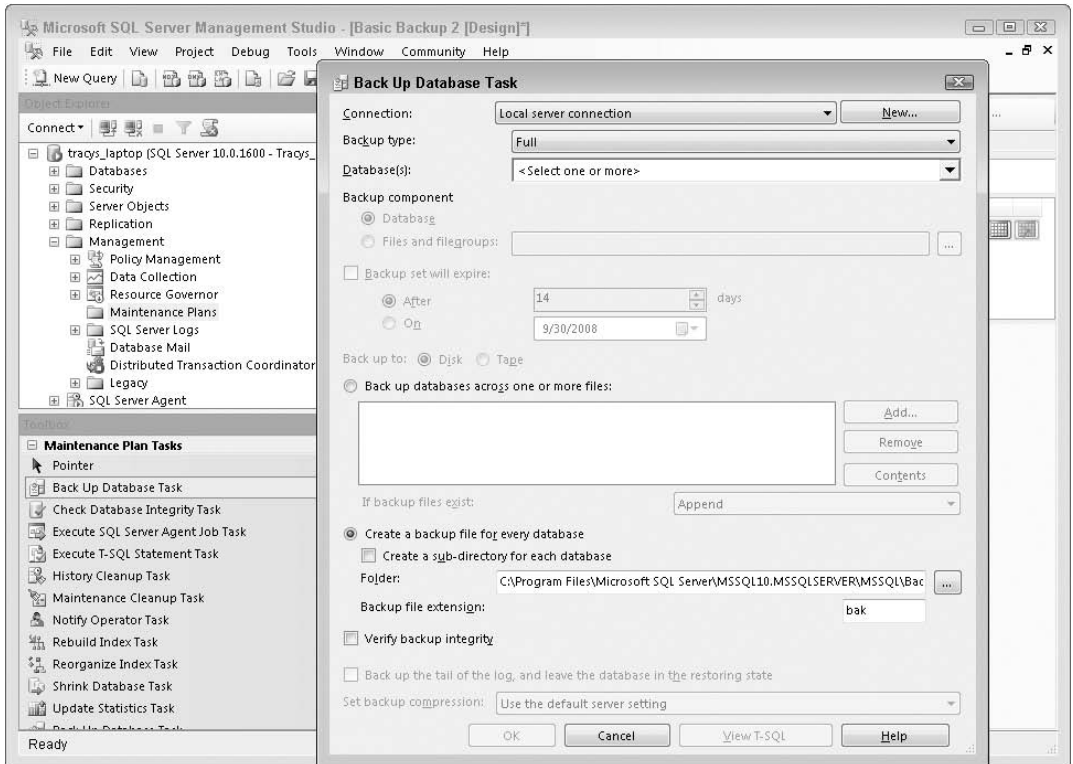 Microsoft SQL Server Management Studio - [Basic Backup 2 [Design]*]
File Edit View Project Debug Tools Window Community Help
New Query
Object Explorer
Connect
tracys_laptop (SQL Server 10.0.1600 - Tracys_
Databases
Security
Server Objects
Replication
Management
Policy Management
Data Collection
Resource Governor
Maintenance Plans
SQL Server Logs
Database Mail
Distributed Transaction Coordinator
Legacy
SQL Server Agent
Toolbox
Maintenance Plan Tasks
Pointer
Back Up Database Task
Check Database Integrity Task
Execute SQL Server Agent Job Task
Execute T-SQL Statement Task
History Cleanup Task
Maintenance Cleanup Task
Notify Operator Task
Rebuild Index Task
Reorganize Index Task
Shrink Database Task
Update Statistics Task
Back Up Database Task
Ready
Back Up Database Task
Connection: Local server connection New...
Backup type: Full
Database(s): <Select one or more>
Backup component
Database
Files and filegroups: ...
Backup set will expire:
After 14 days
On 9/30/2008
Back up to: Disk Tape
Back up databases across one or more files:
Add...
Remove
Contents
If backup files exist: Append
Create a backup file for every database
Create a sub-directory for each database
Folder: C:\Program Files\Microsoft SQL Server\MSSQL10.MSSQLSERVER\MSSQL\Bac ...
Backup file extension: bak
Verify backup integrity
Back up the tail of the log, and leave the database in the restoring state
Set backup compression: Use the default server setting
OK Cancel View T-SQL Help
...